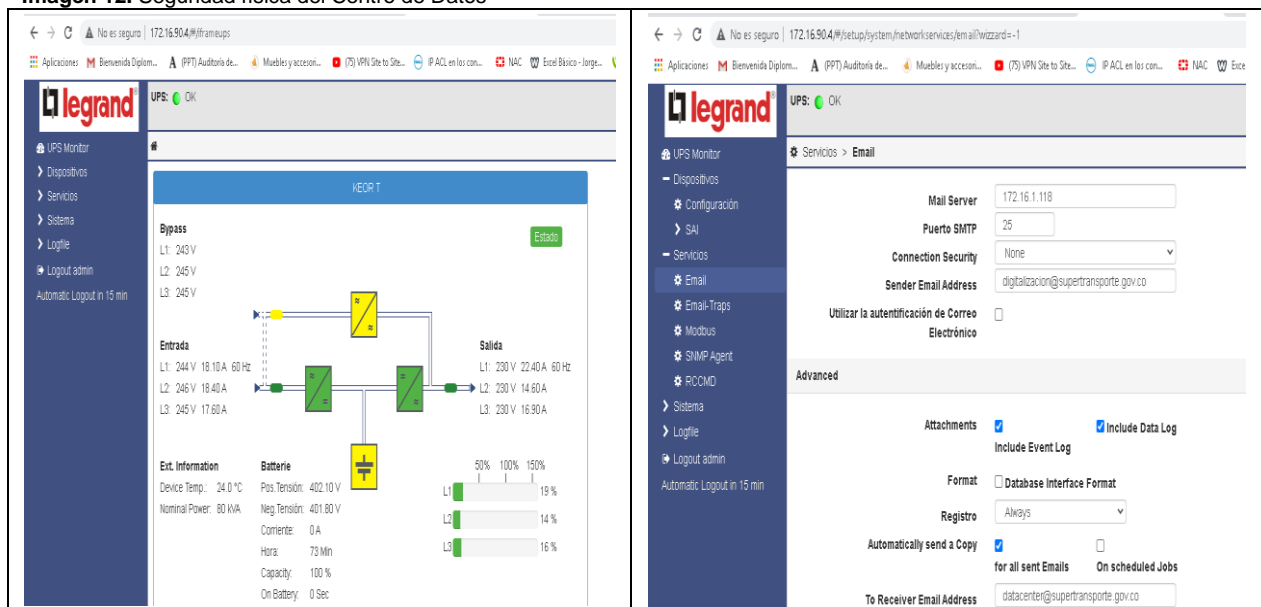 Imagen 12. Seguridad física del Centro de Datos
No es seguro | 172.16.90.4/#/iframeups
Aplicaciones Bienvenida Diplom... (PPT) Auditoría de... Muebles y accesori... (75) VPN Site to Site... IP ACL en los con... NAC Excel Básico - Jorge...
legrand
UPS: OK
UPS Monitor
Dispositivos
Servicios
Sistema
Logfile
Logout admin
Automatic Logout in 15 min
KEOR T
Bypass
Estado
L1: 243 V
L2: 245 V
L3: 245 V
Entrada
L1: 244 V 18.10 A 60 Hz
L2: 246 V 18.40 A
L3: 245 V 17.60 A
Salida
L1: 230 V 22.40 A 60 Hz
L2: 230 V 14.60 A
L3: 230 V 16.90 A
Ext. Information
Device Temp.: 24.0 °C
Nominal Power: 80 kVA
Batterie
Pos.Tensión: 402.10 V
Neg.Tensión: 401.80 V
Corriente: 0 A
Hora: 73 Min
Capacity: 100 %
On Battery: 0 Sec
50% 100% 150%
L1 19 %
L2 14 %
L3 16 %
No es seguro | 172.16.90.4/#/setup/system/networkservices/email?wizzard=-1
Aplicaciones Bienvenida Diplom... (PPT) Auditoría de... Muebles y accesori... (75) VPN Site to Site... IP ACL en los con... NAC Exce
legrand
UPS: OK
UPS Monitor
Dispositivos
Configuración
SAI
Servicios
Email
Email-Traps
Modbus
SNMP Agent
RCCMD
Sistema
Logfile
Logout admin
Automatic Logout in 15 min
Servicios > Email
Mail Server 172.16.1.118
Puerto SMTP 25
Connection Security None
Sender Email Address digitalizacion@supertransporte.gov.co
Utilizar la autentificación de Correo
Electrónico
Advanced
Attachments Include Data Log
Include Event Log
Format Database Interface Format
Registro Always
Automatically send a Copy
for all sent Emails On scheduled Jobs
To Receiver Email Address datacenter@supertransporte.gov.co